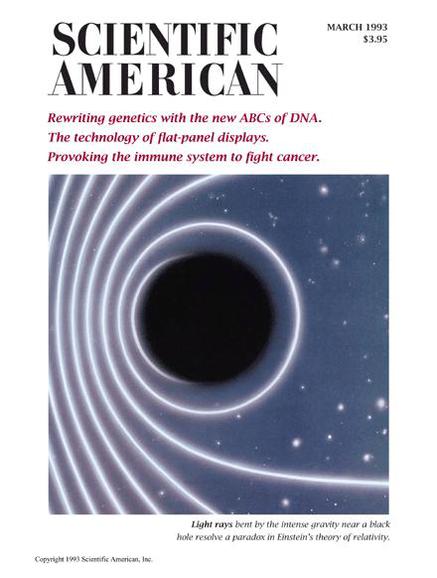 SCIENTIFIC
AMERICAN
MARCH 1993
$3.95
Rewriting genetics with the new ABCs of DNA.
The technology of flat-panel displays.
Provoking the immune system to fight cancer.
Light rays bent by the intense gravity near a black
hole resolve a paradox in Einstein's theory of relativity.
Copyright 1993 Scientific American, Inc.